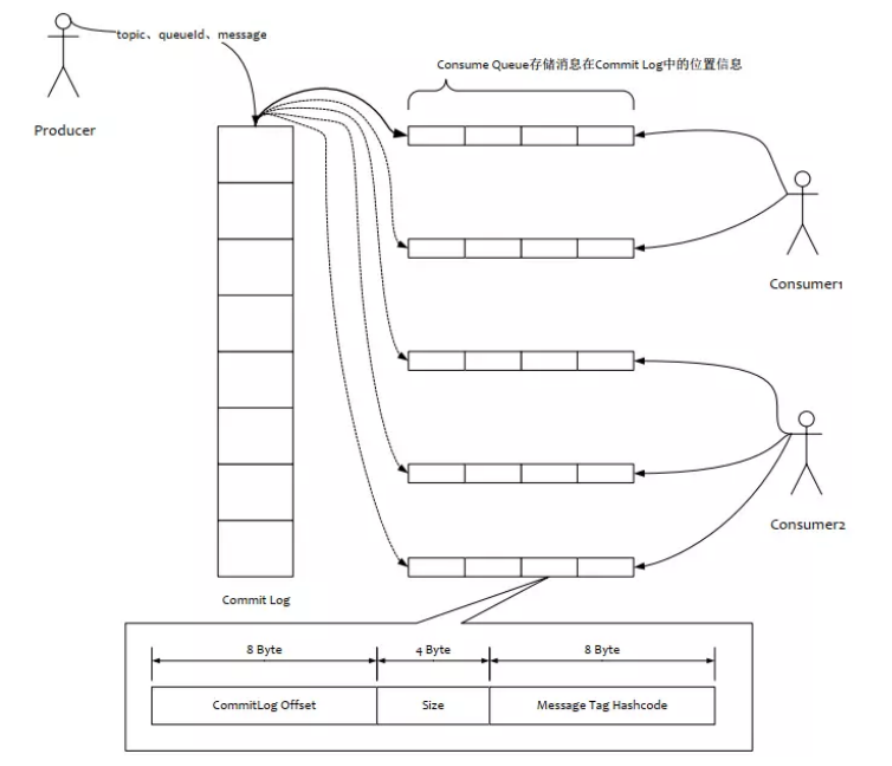 topic、queueId、message
Consume Queue存储消息在Commit Log中的位置信息
Producer
Consumer1
Consumer2
Commit Log
8 Byte
4 Byte
8 Byte
CommitLog Offset
Size
Message Tag Hashcode